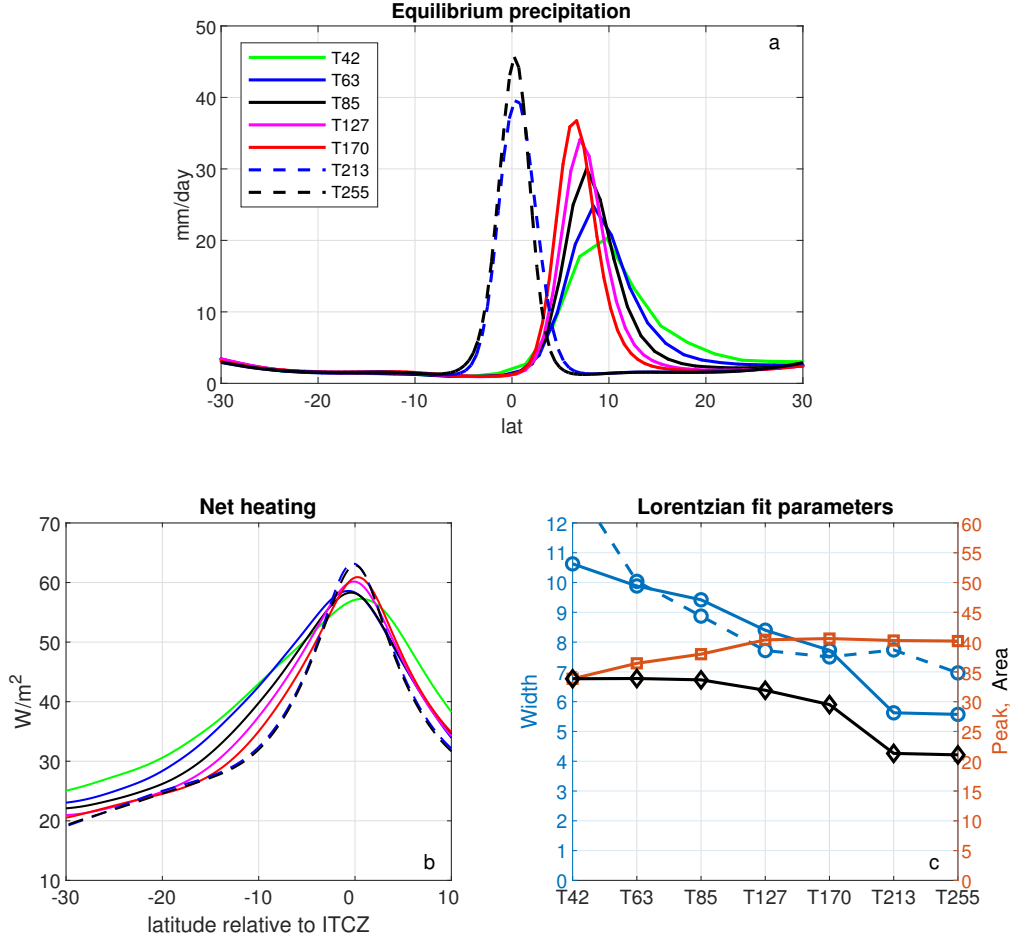 Equilibrium precipitation
50
40
30
20
10
0
mm/day
a
T42
T63
T85
T127
T170
T213
T255
-30 -20 -10 0 10 20 30
lat
Net heating
70
60
50
40
30
20
10
W/m²
b
-30 -20 -10 0 10
latitude relative to ITCZ
Lorentzian fit parameters
12
11
10
9
8
7
6
5
4
3
2
1
0
Width
60
55
50
45
40
35
30
25
20
15
10
5
0
Peak, Area
c
T42 T63 T85 T127 T170 T213 T255